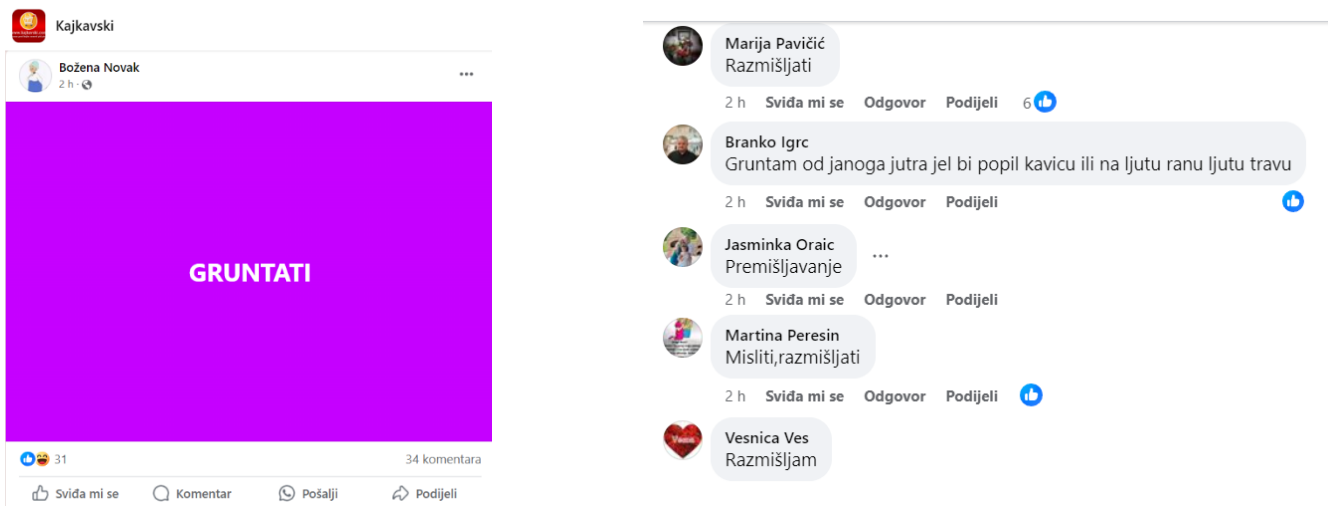 Kajkavski
Božena Novak
2 h
GRUNTATI
31
34 komentara
Sviđa mi se Komentar Pošalji Podijeli
Marija Pavičić
Razmišljati
2 h Sviđa mi se Odgovor Podijeli 6
Branko Igrc
Gruntam od janoga jutra jel bi popil kavicu ili na ljutu ranu ljutu travu
2 h Sviđa mi se Odgovor Podijeli
Jasminka Oraic
Premišljavanje
2 h Sviđa mi se Odgovor Podijeli
Martina Peresin
Misliti,razmišljati
2 h Sviđa mi se Odgovor Podijeli
Vesnica Ves
Razmišljam